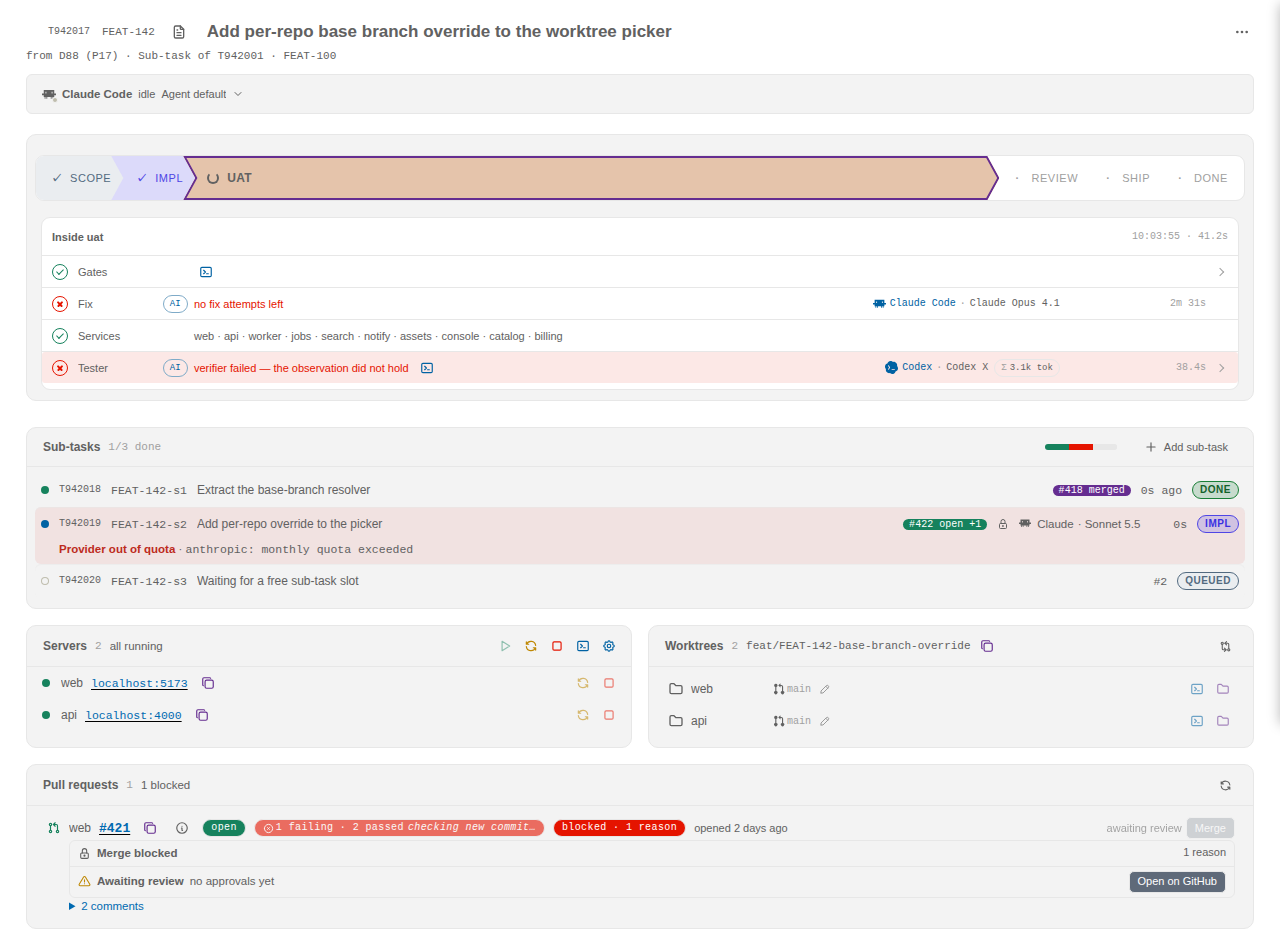 T942017 FEAT-142 Add per-repo base branch override to the worktree picker
from D88 (P17) · Sub-task of T942001 · FEAT-100
Claude Code idle Agent default
SCOPE IMPL UAT · REVIEW · SHIP · DONE
Inside uat 10:03:55 · 41.2s
Gates
Fix AI no fix attempts left Claude Code · Claude Opus 4.1 2m 31s
Services web · api · worker · jobs · search · notify · assets · console · catalog · billing
Tester AI verifier failed — the observation did not hold Codex · Codex X Σ 3.1k tok 38.4s
Sub-tasks 1/3 done Add sub-task
T942018 FEAT-142-s1 Extract the base-branch resolver #418 merged 0s ago DONE
T942019 FEAT-142-s2 Add per-repo override to the picker #422 open +1 Claude · Sonnet 5.5 0s IMPL
Provider out of quota · anthropic: monthly quota exceeded
T942020 FEAT-142-s3 Waiting for a free sub-task slot #2 QUEUED
Servers 2 all running
web localhost:5173
api localhost:4000
Worktrees 2 feat/FEAT-142-base-branch-override
web main
api main
Pull requests 1 1 blocked
web #421 open 1 failing · 2 passed checking new commit… blocked · 1 reason opened 2 days ago awaiting review Merge
Merge blocked 1 reason
Awaiting review no approvals yet Open on GitHub
2 comments